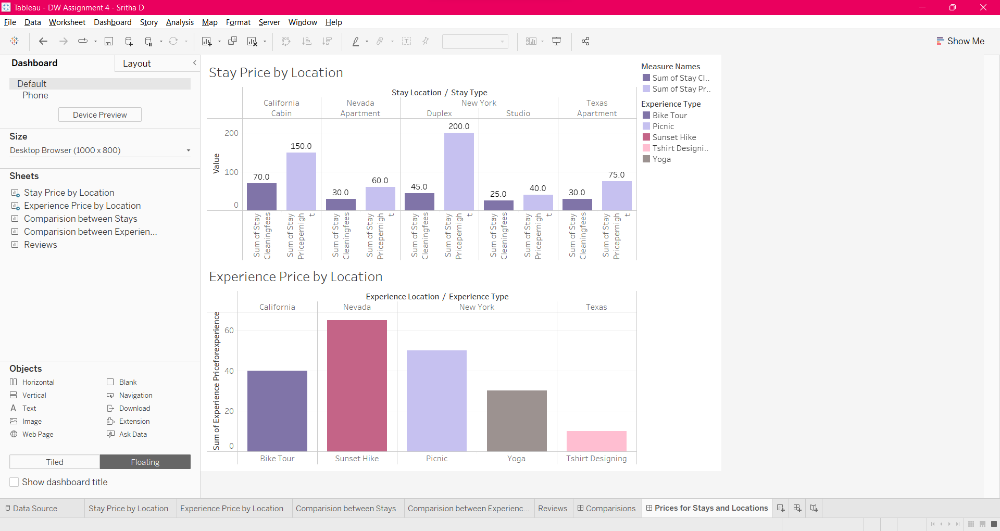 Tableau - DW Assignment 4 - Sritha D
File Data Worksheet Dashboard Story Analysis Map Format Server Window Help
Show Me
Dashboard
Layout
Default
Phone
Device Preview
Size
Desktop Browser (1000 x 800)
Sheets
Stay Price by Location
Experience Price by Location
Comparision between Stays
Comparision between Experien...
Reviews
Objects
Horizontal
Blank
Vertical
Navigation
Text
Download
Image
Extension
Web Page
Ask Data
Tiled
Floating
Show dashboard title
Stay Price by Location
Stay Location / Stay Type
California
Nevada
New York
Texas
Cabin
Apartment
Duplex
Studio
Apartment
Value
200
100
0
70.0
150.0
30.0
60.0
45.0
200.0
25.0
40.0
30.0
75.0
Sum of Stay
Cleaningfees
Sum of Stay
Pricepernigh
t
Sum of Stay
Cleaningfees
Sum of Stay
Pricepernigh
t
Sum of Stay
Cleaningfees
Sum of Stay
Pricepernigh
t
Sum of Stay
Cleaningfees
Sum of Stay
Pricepernigh
t
Sum of Stay
Cleaningfees
Sum of Stay
Pricepernigh
t
Experience Price by Location
Experience Location / Experience Type
California
Nevada
New York
Texas
Sum of Experience Priceforexperience
60
40
20
0
Bike Tour
Sunset Hike
Picnic
Yoga
Tshirt Designing
Measure Names
Sum of Stay Cl..
Sum of Stay Pr..
Experience Type
Bike Tour
Picnic
Sunset Hike
Tshirt Designi..
Yoga
Data Source
Stay Price by Location
Experience Price by Location
Comparision between Stays
Comparision between Experienc...
Reviews
Comparisions
Prices for Stays and Locations